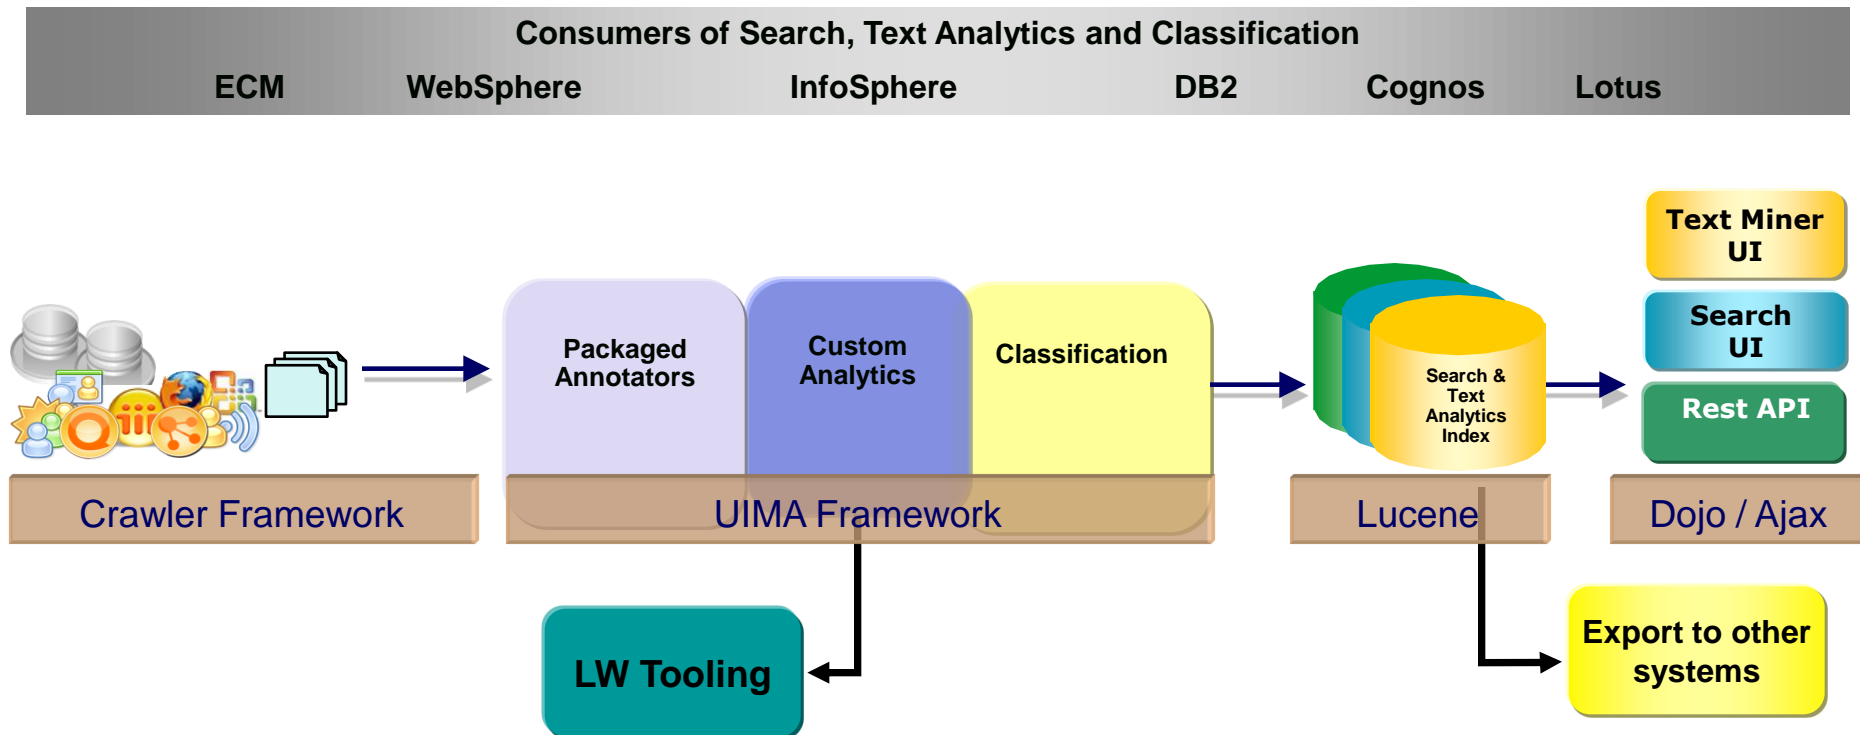 Consumers of Search, Text Analytics and Classification
ECM WebSphere InfoSphere DB2 Cognos Lotus
Packaged
Annotators
Custom
Analytics
Classification
Search &
Text
Analytics
Index
Text Miner
UI
Search
UI
Rest API
Crawler Framework
UIMA Framework
Lucene
Dojo / Ajax
LW Tooling
Export to other
systems